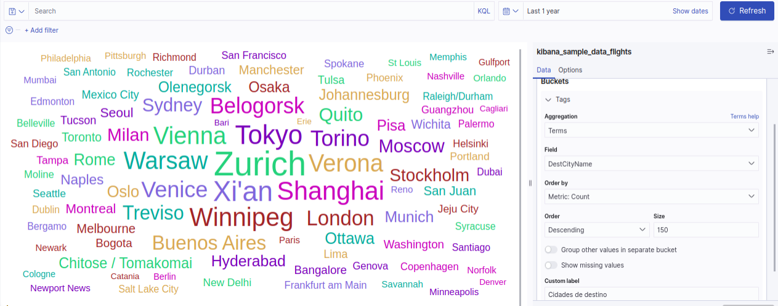 Search
KQL
Last 1 year
Show dates
Refresh
+ Add filter
kibana_sample_data_flights
Data
Options
Buckets
Tags
Aggregation
Terms help
Terms
Field
DestCityName
Order by
Metric: Count
Order
Size
Descending
150
Group other values in separate bucket
Show missing values
Custom label
Cidades de destino
Philadelphia Pittsburgh Richmond San Francisco
Spokane St Louis Memphis Gulfport
San Antonio Rochester Durban Manchester
Tulsa Phoenix Nashville Orlando
Mumbai Mexico City Olenegorsk Osaka Johannesburg Raleigh/Durham
Edmonton Seoul Sydney Belogorsk Quito Guangzhou Cagliari
Belleville Tucson Bari Erie Pisa Wichita Palermo
San Diego Toronto Milan Vienna Tokyo Torino Moscow Helsinki
Tampa Rome Warsaw Zurich Verona Portland
Moline Naples Stockholm Dubai
Seattle Oslo Venice Xi'an Shanghai Reno San Juan
Dublin Montreal Treviso Winnipeg London Munich Jeju City
Bergamo Melbourne Syracuse
Newark Bogota Buenos Aires Paris Ottawa Washington Santiago
Chitose / Tomakomai Hyderabad Lima
Cologne Catania Berlin Bangalore Genova Copenhagen Norfolk
Newport News Salt Lake City New Delhi Frankfurt am Main Savannah Denver
Minneapolis